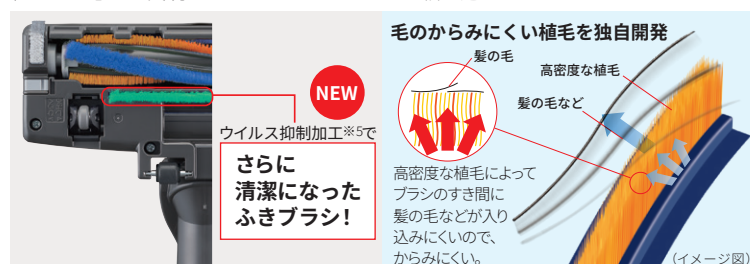 NEW
ウイルス抑制加工※5で
さらに
清潔になった
ふきブラシ！
毛のからみにくい植毛を独自開発
髪の毛
高密度な植毛
髪の毛など
高密度な植毛によって
ブラシのすき間に
髪の毛などが入り
込みにくいので、
からみにくい。
（イメージ図）